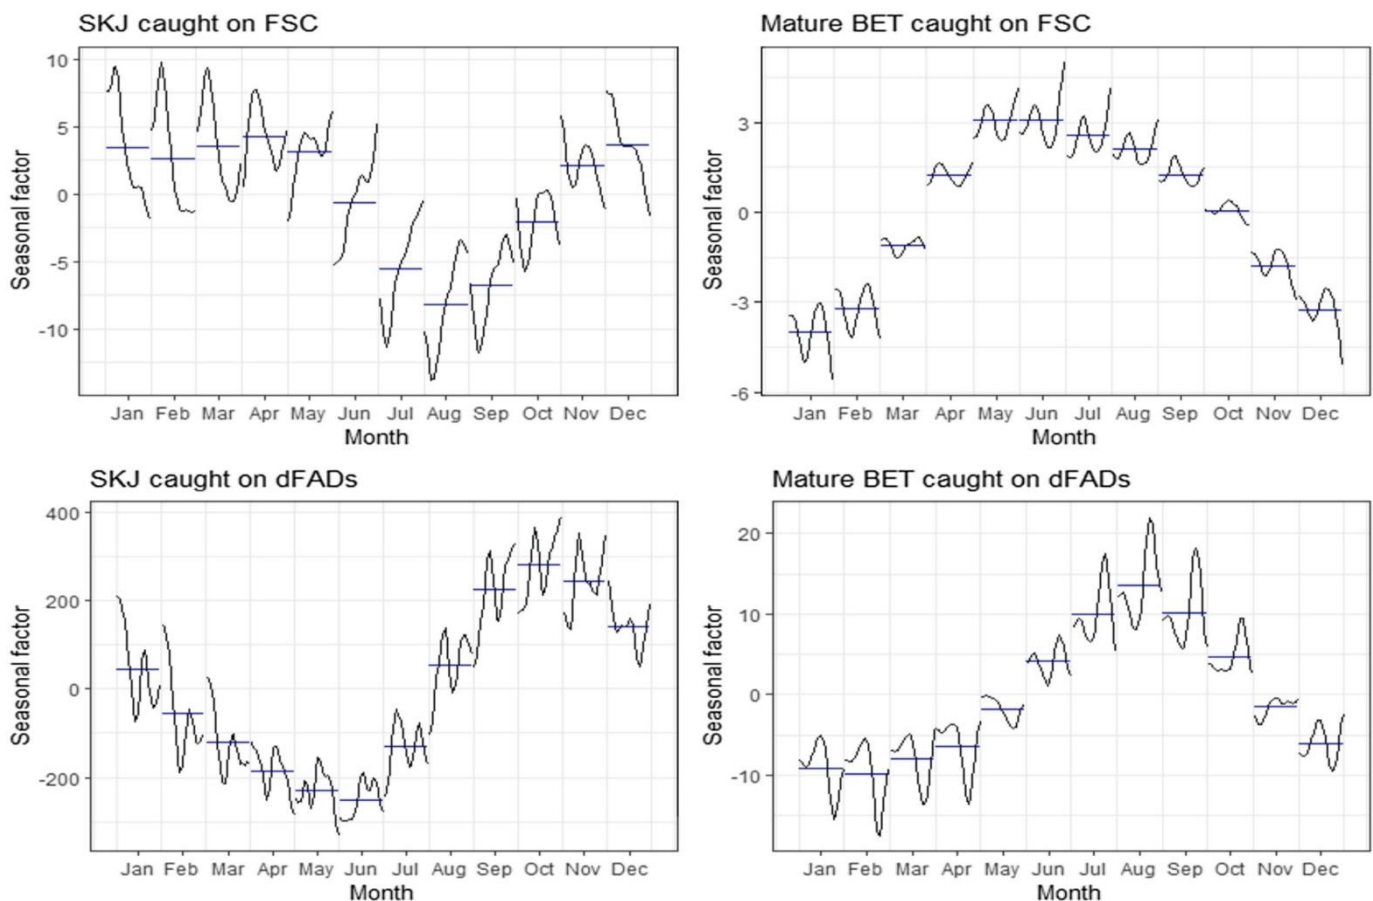 SKJ caught on FSC
Mature BET caught on FSC
Seasonal factor
10
5
0
-5
-10
Jan Feb Mar Apr May Jun Jul Aug Sep Oct Nov Dec
Month
Seasonal factor
3
0
-3
-6
Jan Feb Mar Apr May Jun Jul Aug Sep Oct Nov Dec
Month
SKJ caught on dFADs
Mature BET caught on dFADs
Seasonal factor
400
200
0
-200
Jan Feb Mar Apr May Jun Jul Aug Sep Oct Nov Dec
Month
Seasonal factor
20
10
0
-10
Jan Feb Mar Apr May Jun Jul Aug Sep Oct Nov Dec
Month